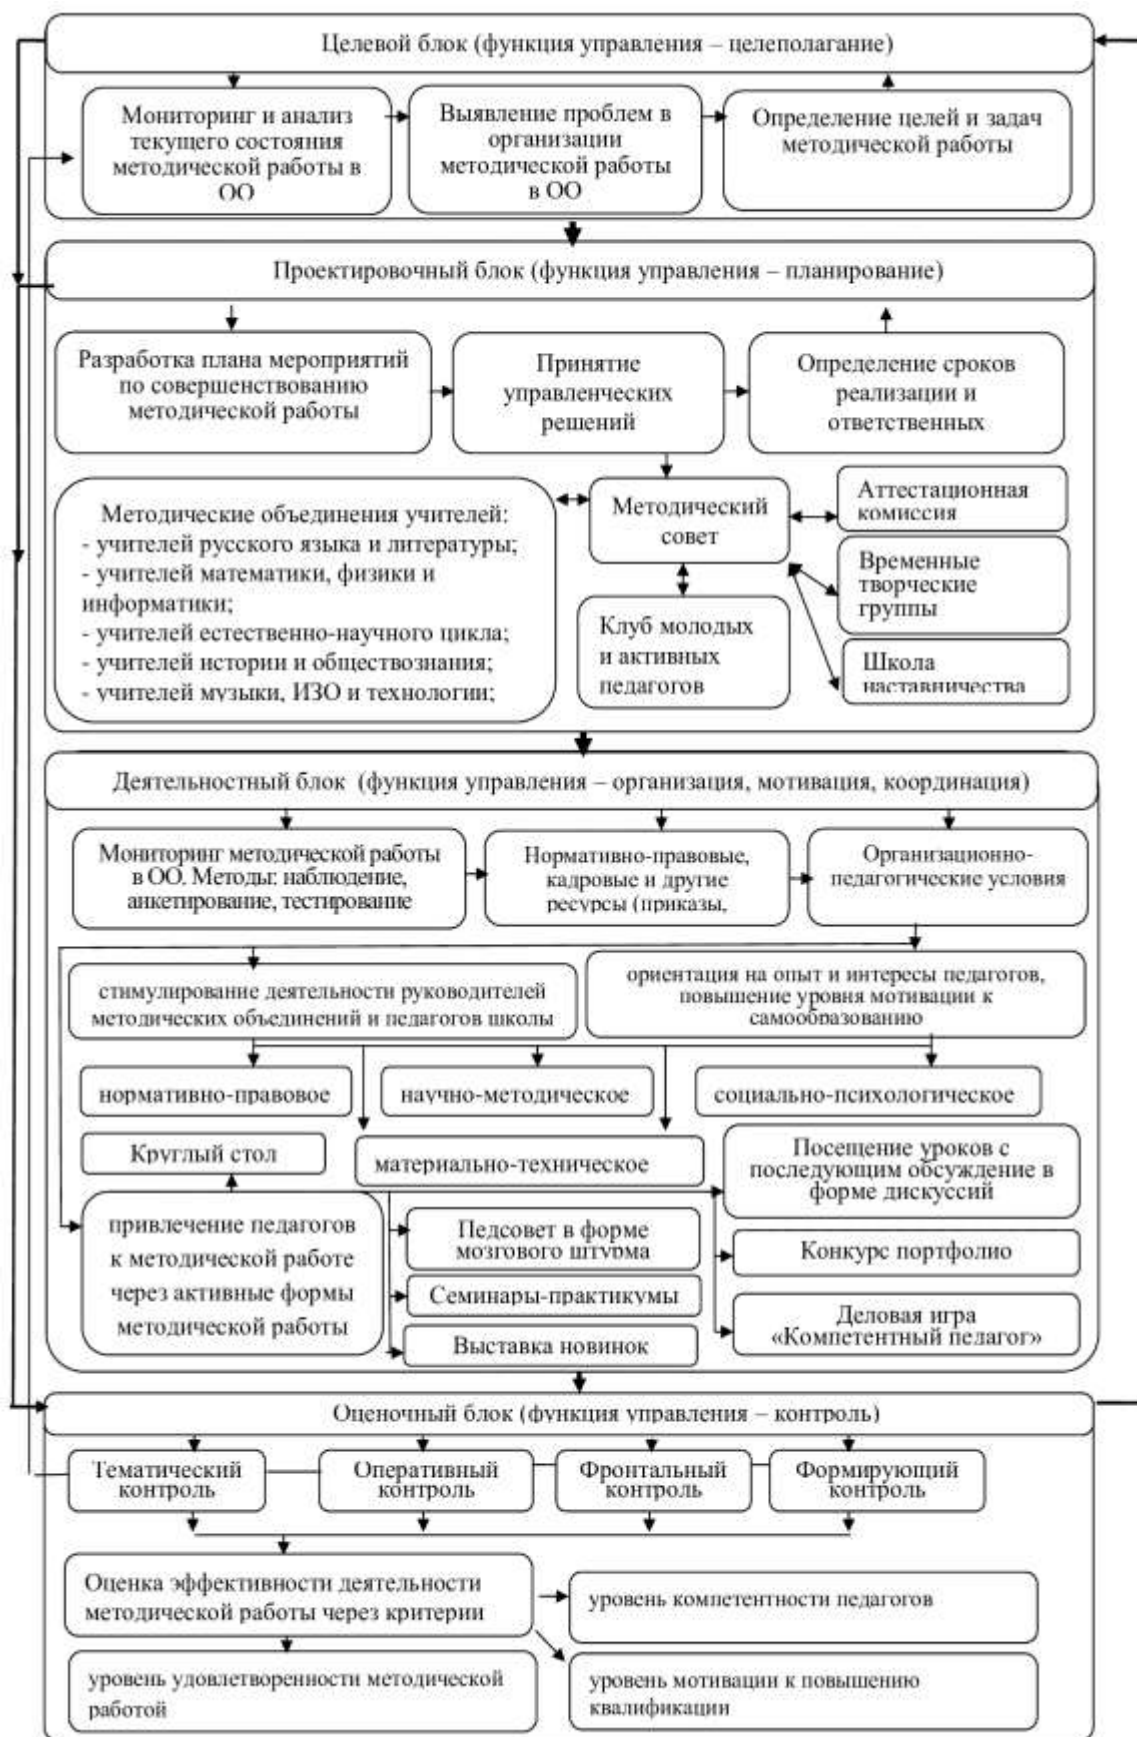 Целевой блок (функция управления – целеполагание)
Мониторинг и анализ
текущего состояния
методической работы в
ОО
Выявление проблем в
организации
методической работы
в ОО
Определение целей и задач
методической работы
Проектировочный блок (функция управления – планирование)
Разработка плана мероприятий
по совершенствованию
методической работы
Принятие
управленческих
решений
Определение сроков
реализации и
ответственных
Методические объединения учителей:
- учителей русского языка и литературы;
- учителей математики, физики и
информатики;
- учителей естественно-научного цикла;
- учителей истории и обществознания;
- учителей музыки, ИЗО и технологии;
Методический
совет
Клуб молодых
и активных
педагогов
Аттестационная
комиссия
Временные
творческие
группы
Школа
наставничества
Деятельностный блок (функция управления – организация, мотивация, координация)
Мониторинг методической работы
в ОО. Методы: наблюдение,
анкетирование, тестирование
Нормативно-правовые,
кадровые и другие
ресурсы (приказы,
Организационно-
педагогические условия
стимулирование деятельности руководителей
методических объединений и педагогов школы
ориентация на опыт и интересы педагогов,
повышение уровня мотивации к
самообразованию
нормативно-правовое
научно-методическое
социально-психологическое
Круглый стол
материально-техническое
Посещение уроков с
последующим обсуждение в
форме дискуссий
привлечение педагогов
к методической работе
через активные формы
методической работы
Педсовет в форме
мозгового штурма
Семинары-практикумы
Выставка новинок
Конкурс портфолио
Деловая игра
«Компетентный педагог»
Оценочный блок (функция управления – контроль)
Тематический
контроль
Оперативный
контроль
Фронтальный
контроль
Формирующий
контроль
Оценка эффективности деятельности
методической работы через критерии
уровень компетентности педагогов
уровень удовлетворенности методической
работой
уровень мотивации к повышению
квалификации